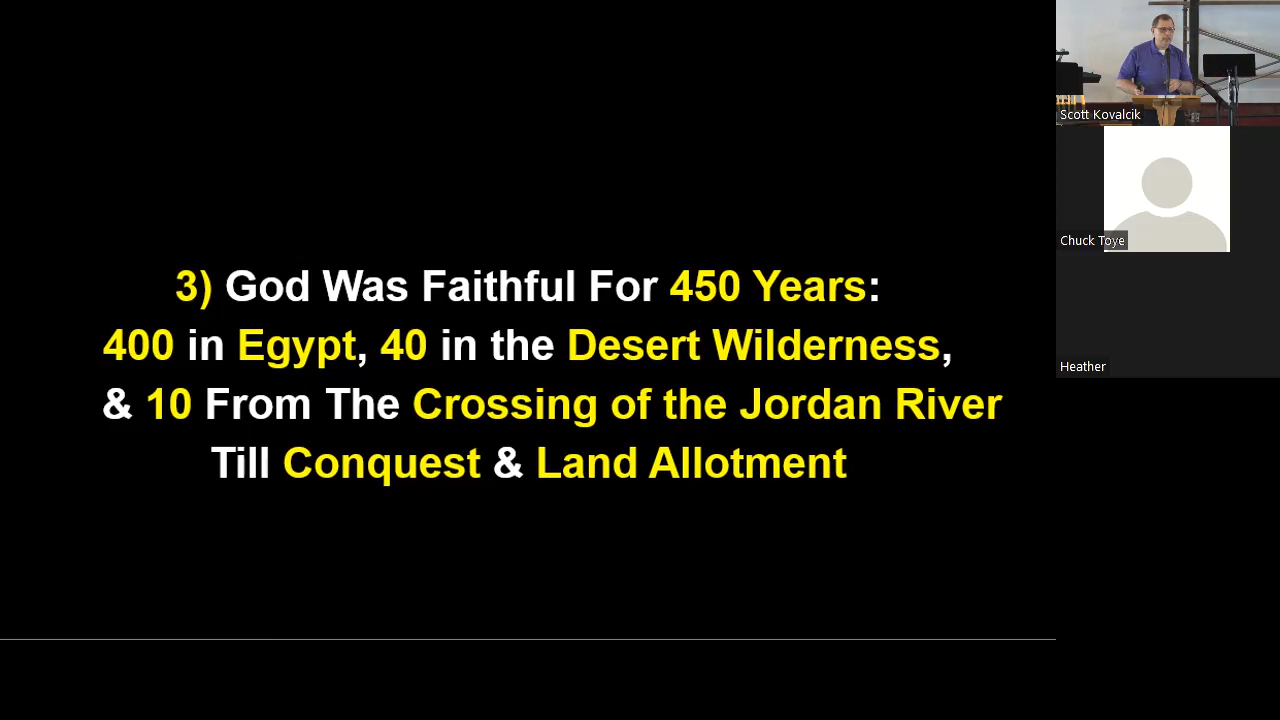 3) God Was Faithful For 450 Years:
400 in Egypt, 40 in the Desert Wilderness,
& 10 From The Crossing of the Jordan River
Till Conquest & Land Allotment
Scott Kovalcik
Chuck Toye
Heather